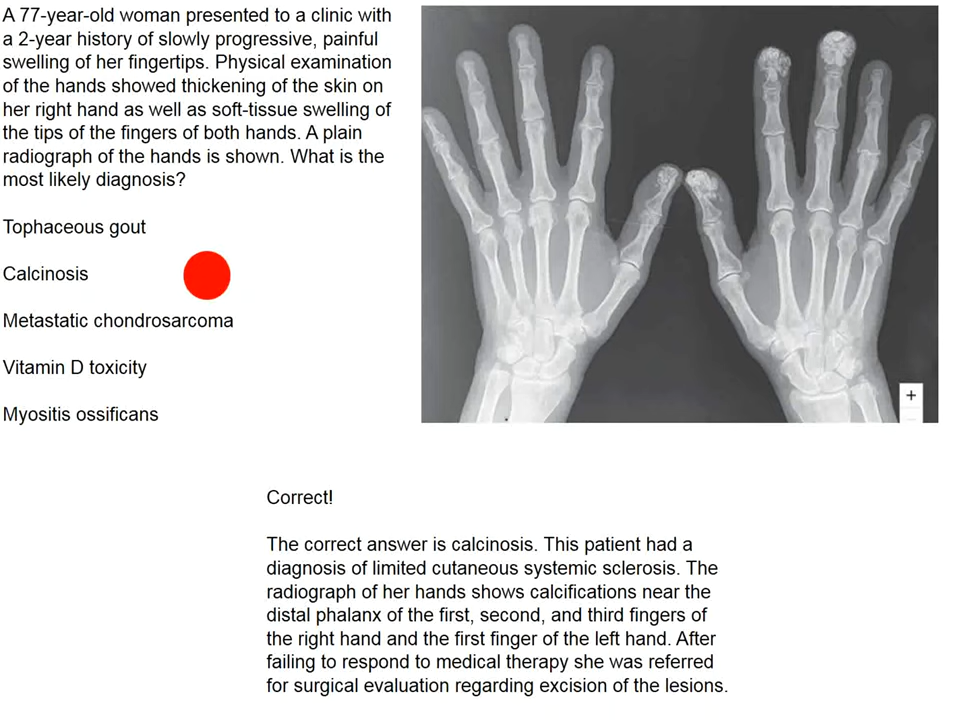 A 77-year-old woman presented to a clinic with
a 2-year history of slowly progressive, painful
swelling of her fingertips. Physical examination
of the hands showed thickening of the skin on
her right hand as well as soft-tissue swelling of
the tips of the fingers of both hands. A plain
radiograph of the hands is shown. What is the
most likely diagnosis?
Tophaceous gout
Calcinosis
Metastatic chondrosarcoma
Vitamin D toxicity
Myositis ossificans
+
Correct!
The correct answer is calcinosis. This patient had a
diagnosis of limited cutaneous systemic sclerosis. The
radiograph of her hands shows calcifications near the
distal phalanx of the first, second, and third fingers of
the right hand and the first finger of the left hand. After
failing to respond to medical therapy she was referred
for surgical evaluation regarding excision of the lesions.